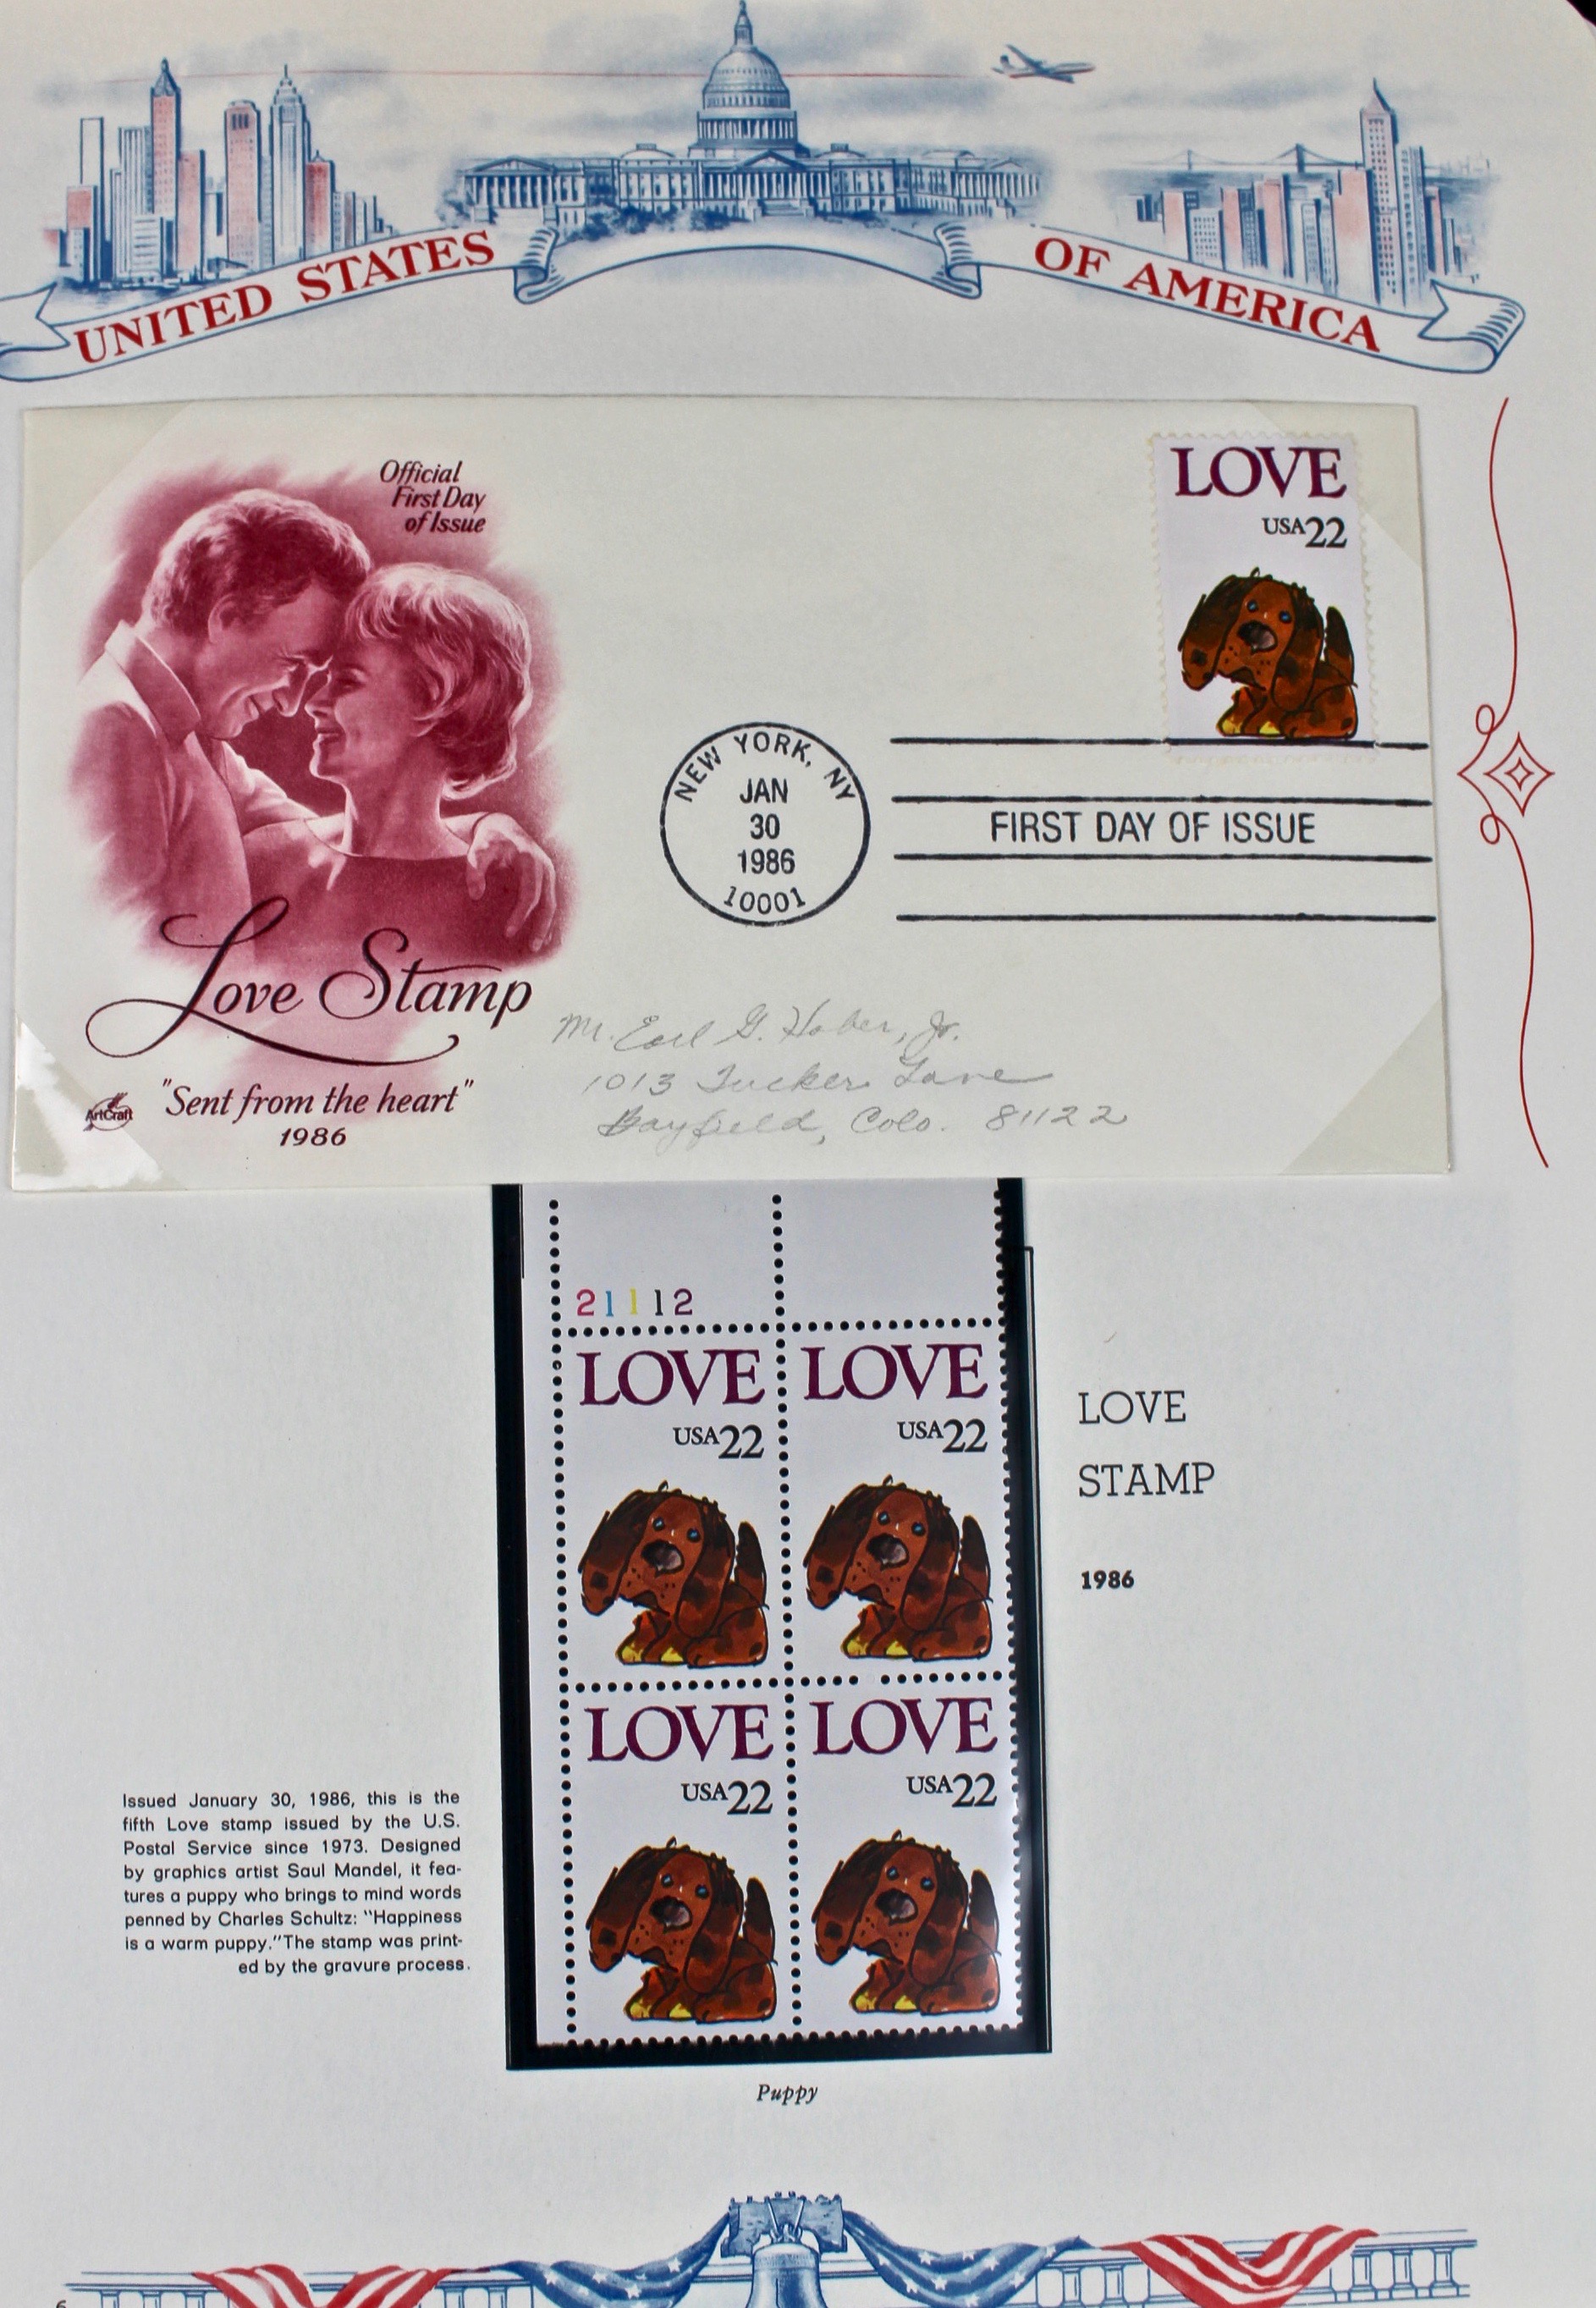 UNITED STATES OF AMERICA
Official
First Day
of Issue
LOVE
USA22
NEW YORK, NY
JAN
30
1986
10001
FIRST DAY OF ISSUE
Love Stamp
"Sent from the heart"
1986
ArtCraft
Mr. Earl G. Haber, Jr.
1013 Tucker Lane
Bayfield, Colo. 81122
21112
LOVE LOVE
USA22 USA22
LOVE LOVE
USA22 USA22
LOVE
STAMP
1986
Issued January 30, 1986, this is the
fifth Love stamp issued by the U.S.
Postal Service since 1973. Designed
by graphics artist Saul Mandel, it fea-
tures a puppy who brings to mind words
penned by Charles Schultz: "Happiness
is a warm puppy."The stamp was print-
ed by the gravure process.
Puppy